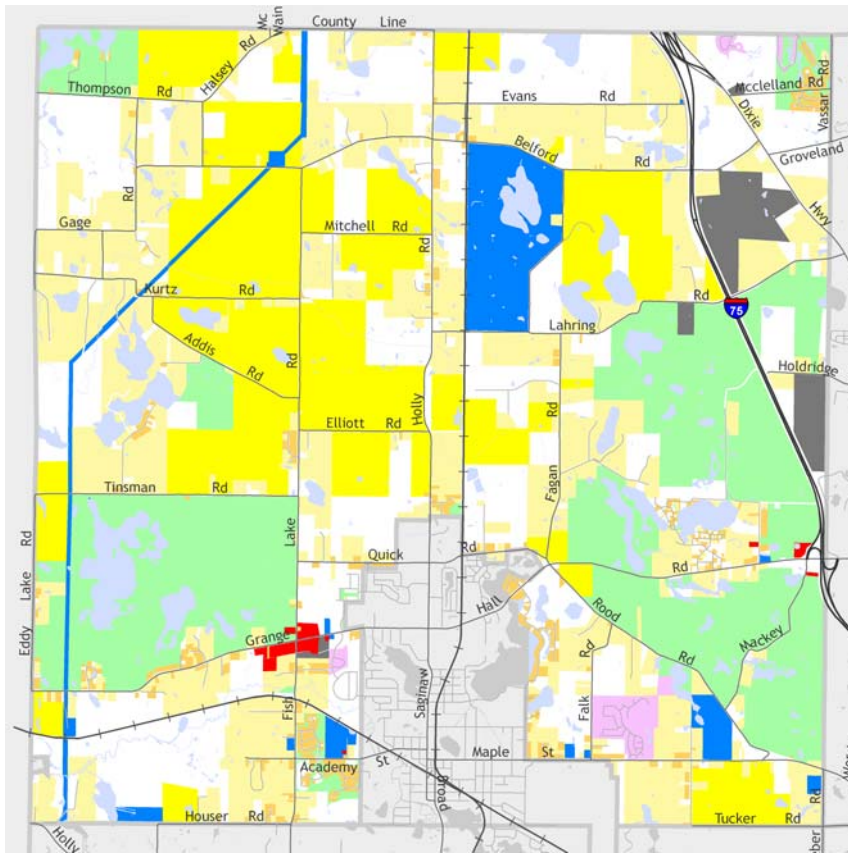 Mc Wain
County Line
Halsey Rd
Thompson Rd
Mcclelland Rd
Vassar Rd
Evans Rd
Dixie Hwy
Belford Rd
Groveland
Rd
Gage
Mitchell Rd
Rd
Kurtz Rd
Rd
75
Lahring
Addis Rd
Rd
Holdridge
Holly
Rd
Elliott Rd
Fagan
Tinsman Rd
Lake
Eddy Lake Rd
Quick Rd
Rd
Hall
Rood Rd
Grange
Mackey
Falk Rd
Saginaw
Fish
Maple St
Academy St
Broad
Houser Rd
Tucker Rd
Rd
Holly